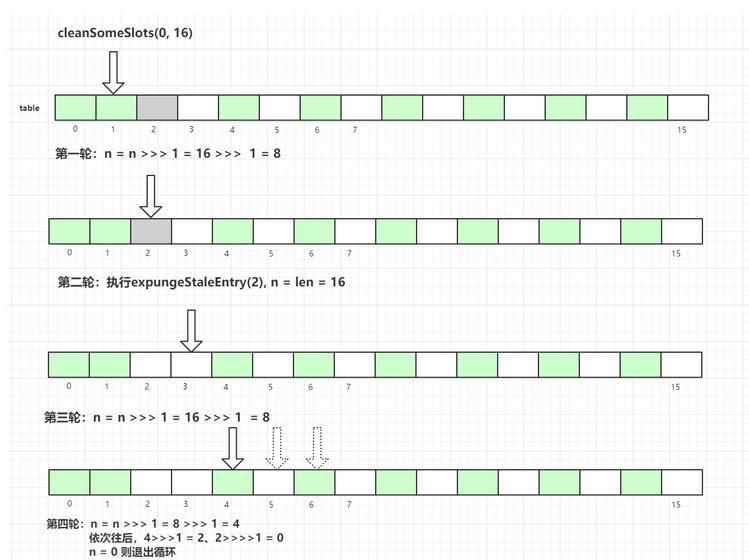 cleanSomeSlots(0, 16)
table
0 1 2 3 4 5 6 7 15
第一轮：n = n >>> 1 = 16 >>> 1 = 8
0 1 2 3 4 5 6 7 15
第二轮：执行expungeStaleEntry(2), n = len = 16
0 1 2 3 4 5 6 7 15
第三轮：n = n >>> 1 = 16 >>> 1 = 8
0 1 2 3 4 5 6 7 15
第四轮：n = n >>> 1 = 8 >>> 1 = 4
依次往后，4>>>1 = 2、2>>>>1 = 0
n = 0 则退出循环